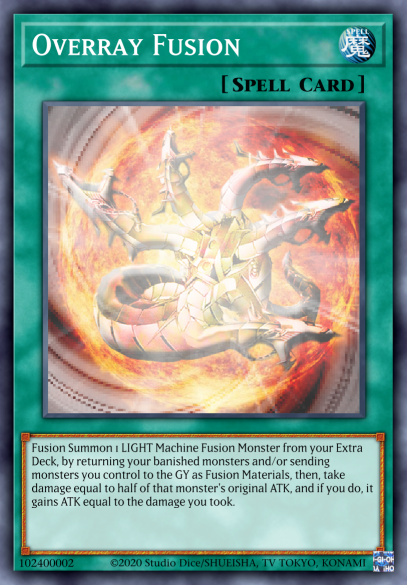 Overray Fusion
SPELL
魔
[Spell Card]
Fusion Summon 1 LIGHT Machine Fusion Monster from your Extra
Deck, by returning your banished monsters and/or sending
monsters you control to the GY as Fusion Materials, then, take
damage equal to half of that monster's original ATK, and if you do, it
gains ATK equal to the damage you took.
102400002 ©2020 Studio Dice/SHUEISHA, TV TOKYO, KONAMI